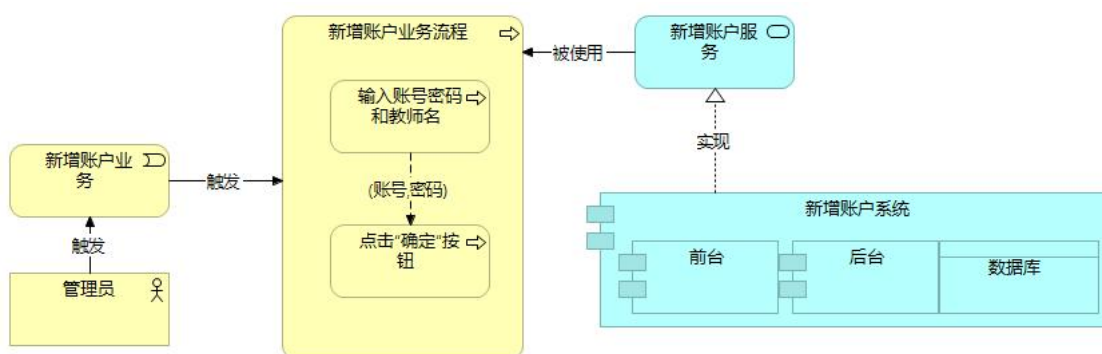 新增账户业务流程
新增账户服
务
被使用
输入账号密码
和教师名
实现
新增账户业
务
触发
(账号,密码)
新增账户系统
触发
点击“确定”按
钮
前台
后台
数据库
管理员